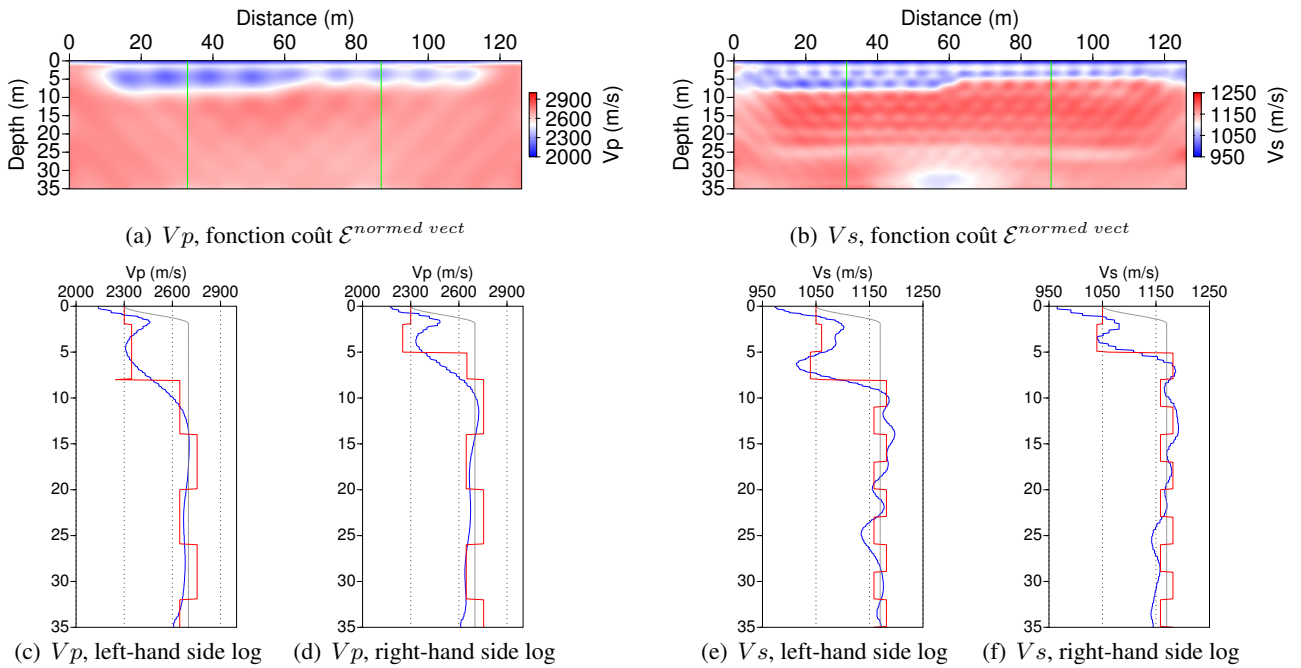 Distance (m)
0 20 40 60 80 100 120
Depth (m)
0
5
10
15
20
25
30
35
2900
2600
2300
2000
Vp (m/s)
(a) Vp, fonction coût ℰ^normed vect
Distance (m)
0 20 40 60 80 100 120
Depth (m)
0
5
10
15
20
25
30
35
1250
1150
1050
950
Vs (m/s)
(b) Vs, fonction coût ℰ^normed vect
Vp (m/s)
2000 2300 2600 2900
0
5
10
15
20
25
30
35
(c) Vp, left-hand side log
Vp (m/s)
2000 2300 2600 2900
0
5
10
15
20
25
30
35
(d) Vp, right-hand side log
Vs (m/s)
950 1050 1150 1250
0
5
10
15
20
25
30
35
(e) Vs, left-hand side log
Vs (m/s)
950 1050 1150 1250
0
5
10
15
20
25
30
35
(f) Vs, right-hand side log